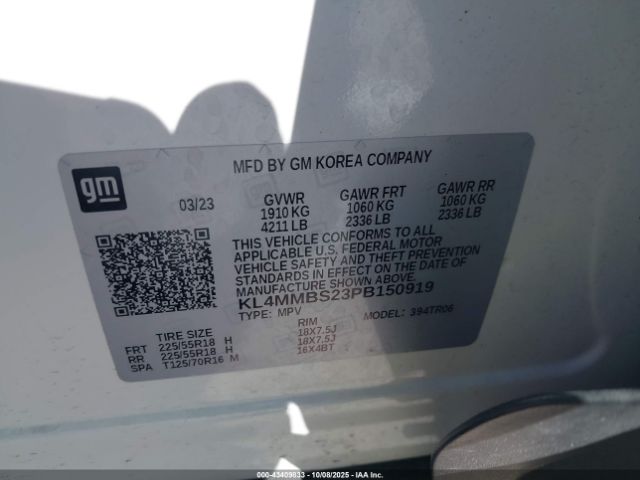 gm
MFD BY GM KOREA COMPANY
03/23 GVWR GAWR FRT GAWR RR
1910 KG 1060 KG 1060 KG
4211 LB 2336 LB 2336 LB
THIS VEHICLE CONFORMS TO ALL
APPLICABLE U.S. FEDERAL MOTOR
VEHICLE SAFETY AND THEFT PREVENTION
STANDARDS IN EFFECT ON THE DATE OF
MANUFACTURE SHOWN ABOVE.
KL4MMBS23PB150919
TYPE: MPV MODEL: 394TR06
TIRE SIZE RIM
FRT 225/55R18 H 18X7.5J
RR 225/55R18 H 18X7.5J
SPA T125/70R16 M 16X4BT
000-43409833 - 10/08/2025 - IAA Inc.